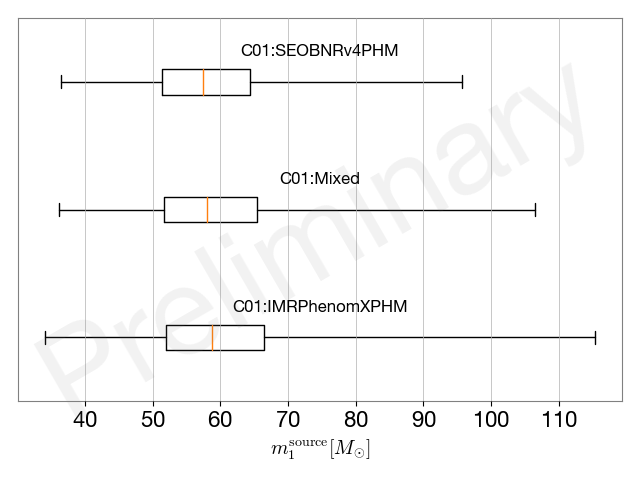 C01:SEOBNRv4PHM
C01:Mixed
C01:IMRPhenomXPHM
Preliminary
40 50 60 70 80 90 100 110
m₁^source [M⊙]